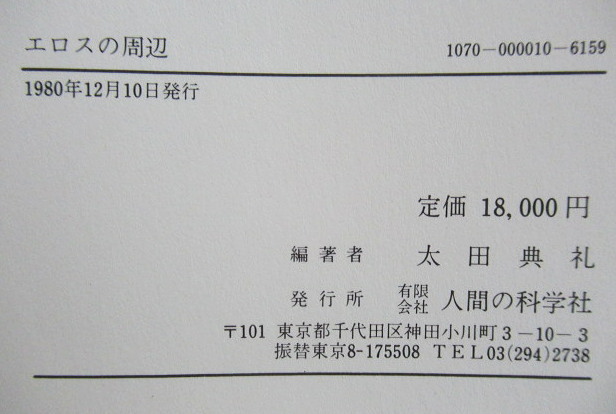 エロスの周辺 1070-000010-6159
1980年12月10日発行
定価 18,000円
編著者 太田典礼
発行所 有限会社 人間の科学社
〒101 東京都千代田区神田小川町3-10-3
振替東京8-175508 TEL03(294)2738